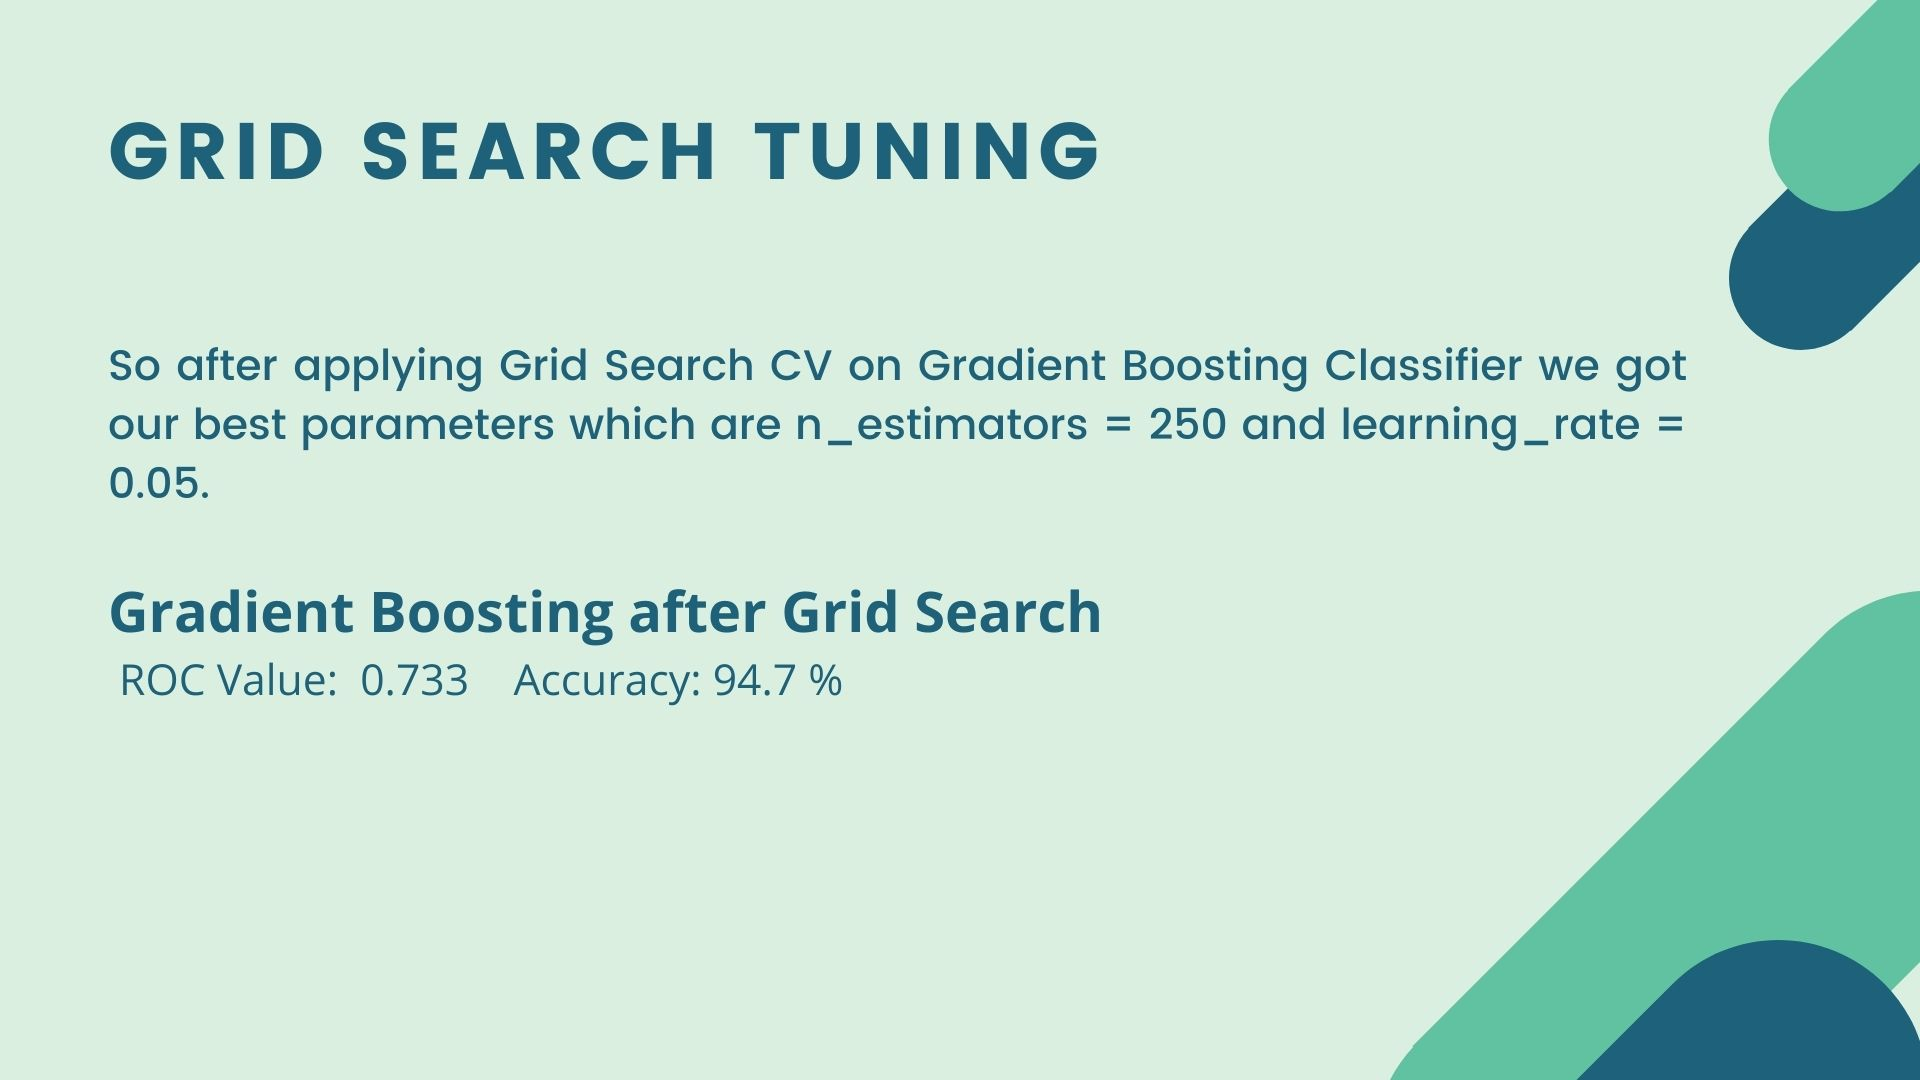 GRID SEARCH TUNING
So after applying Grid Search CV on Gradient Boosting Classifier we got
our best parameters which are n_estimators = 250 and learning_rate =
0.05.
Gradient Boosting after Grid Search
ROC Value: 0.733 Accuracy: 94.7 %